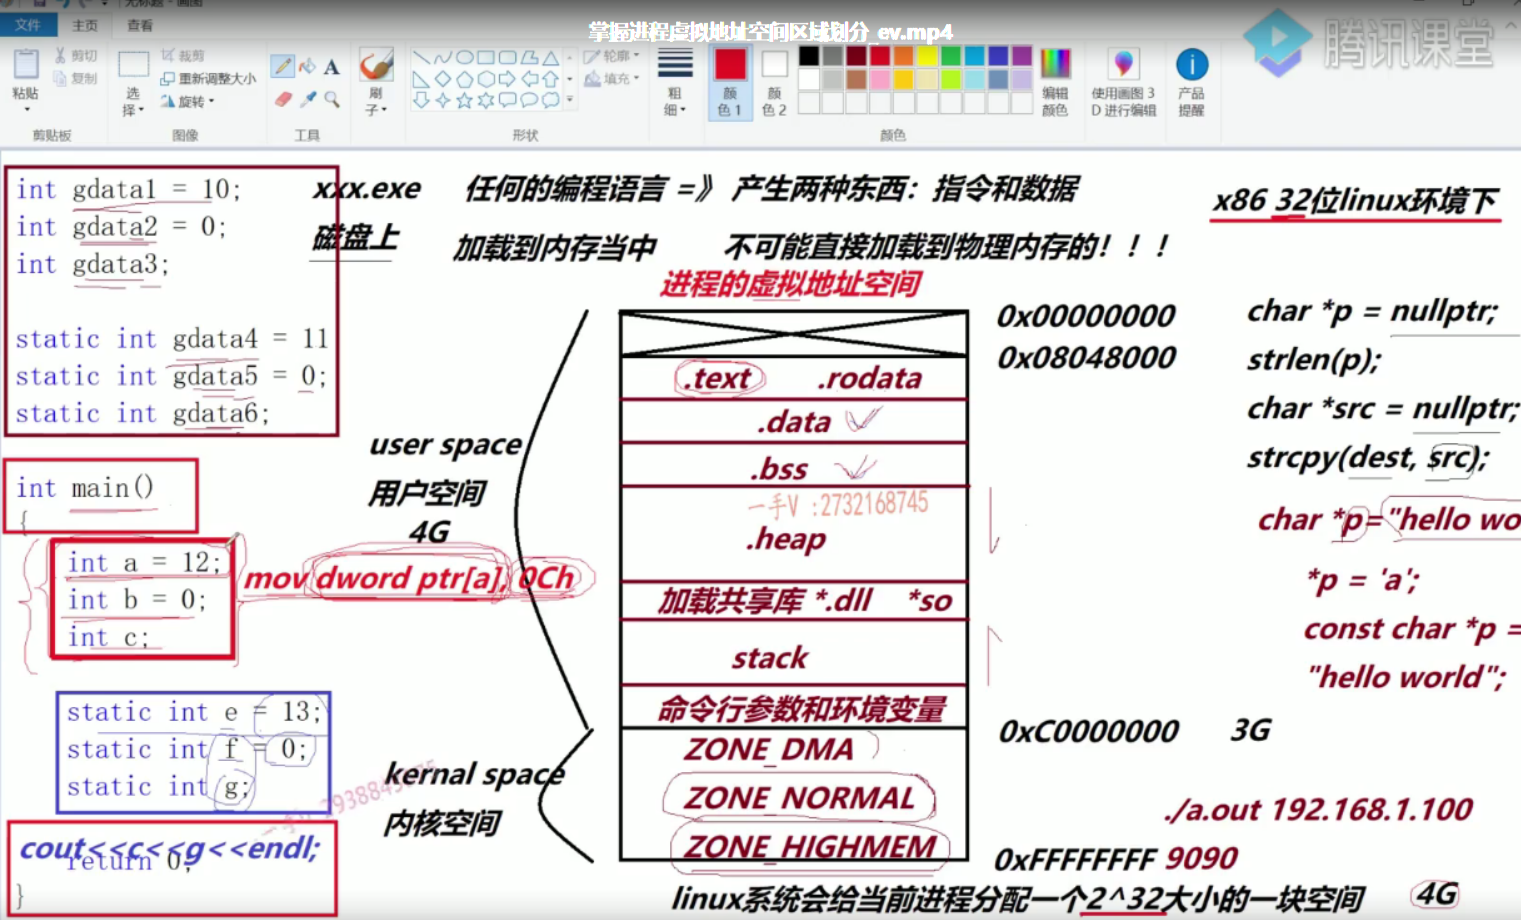 无标题 - 画图
掌握进程虚拟地址空间区域划分_ev.mp4
腾讯课堂
文件 主页 查看
粘贴 剪切 复制
选择 裁剪 重新调整大小 旋转
A
刷子
轮廓 填充
粗细
颜色 1
颜色 2
编辑颜色
使用画图 3D 进行编辑
产品提醒
剪贴板 图像 工具 形状 颜色
int gdata1 = 10;
int gdata2 = 0;
int gdata3;
static int gdata4 = 11
static int gdata5 = 0;
static int gdata6;
int main()
{
int a = 12;
int b = 0;
int c;
mov dword ptr[a], 0Ch
static int e = 13;
static int f = 0;
static int g;
cout<<c<<g<<endl;
return 0;
}
xxx.exe 任何的编程语言 =》 产生两种东西：指令和数据
磁盘上 加载到内存当中 不可能直接加载到物理内存的！！！
x86 32位linux环境下
进程的虚拟地址空间
0x00000000
0x08048000
.text .rodata
.data
.bss
一手V :2732168745
.heap
加载共享库 *.dll *so
stack
命令行参数和环境变量
ZONE_DMA
ZONE_NORMAL
ZONE_HIGHMEM
user space
用户空间
4G
kernal space
内核空间
0xC0000000 3G
./a.out 192.168.1.100
0xFFFFFFFF 9090
linux系统会给当前进程分配一个2^32大小的一块空间 4G
char *p = nullptr;
strlen(p);
char *src = nullptr;
strcpy(dest, src);
char *p="hello wo
*p = 'a';
const char *p =
"hello world";